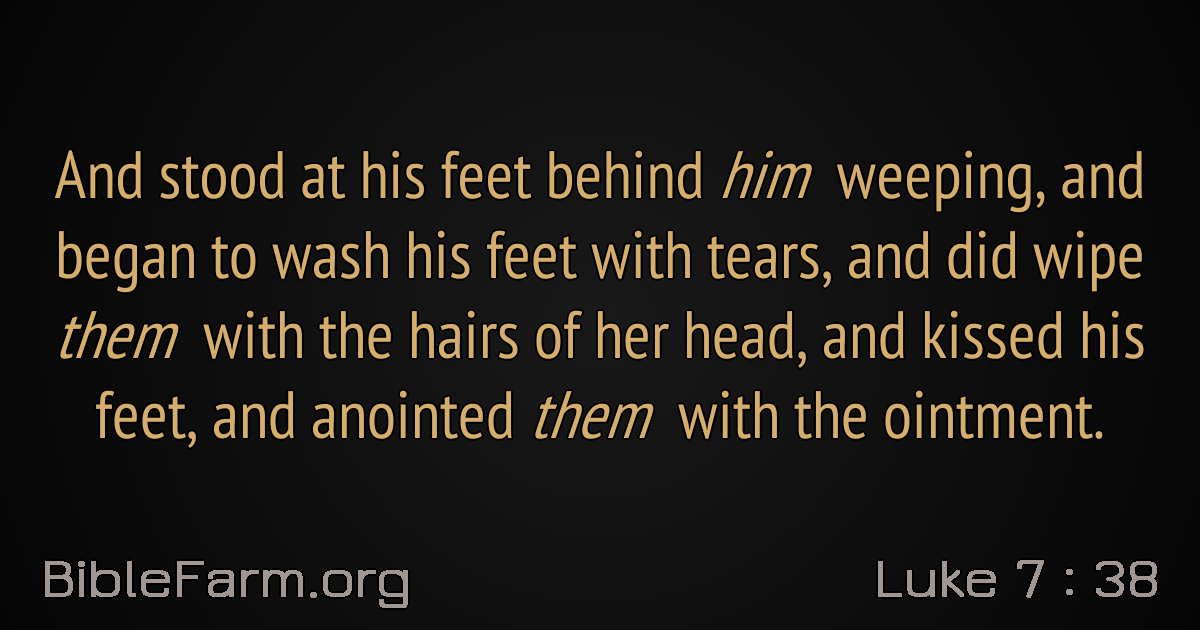 And stood at his feet behind him weeping, and
began to wash his feet with tears, and did wipe
them with the hairs of her head, and kissed his
feet, and anointed them with the ointment.
BibleFarm.org
Luke 7 : 38